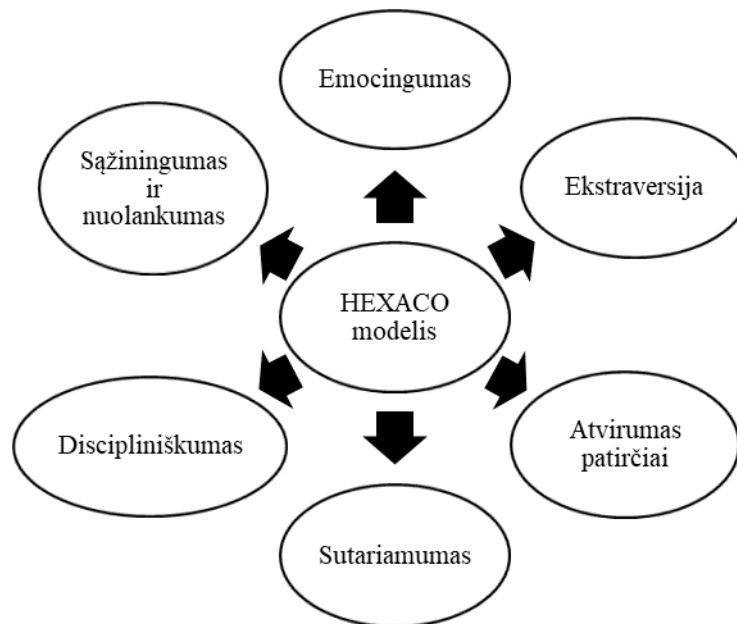 Emocingumas
Sąžiningumas
ir
nuolankumas
Ekstraversija
HEXACO
modelis
Discipliniškumas
Atvirumas
patirčiai
Sutariamumas